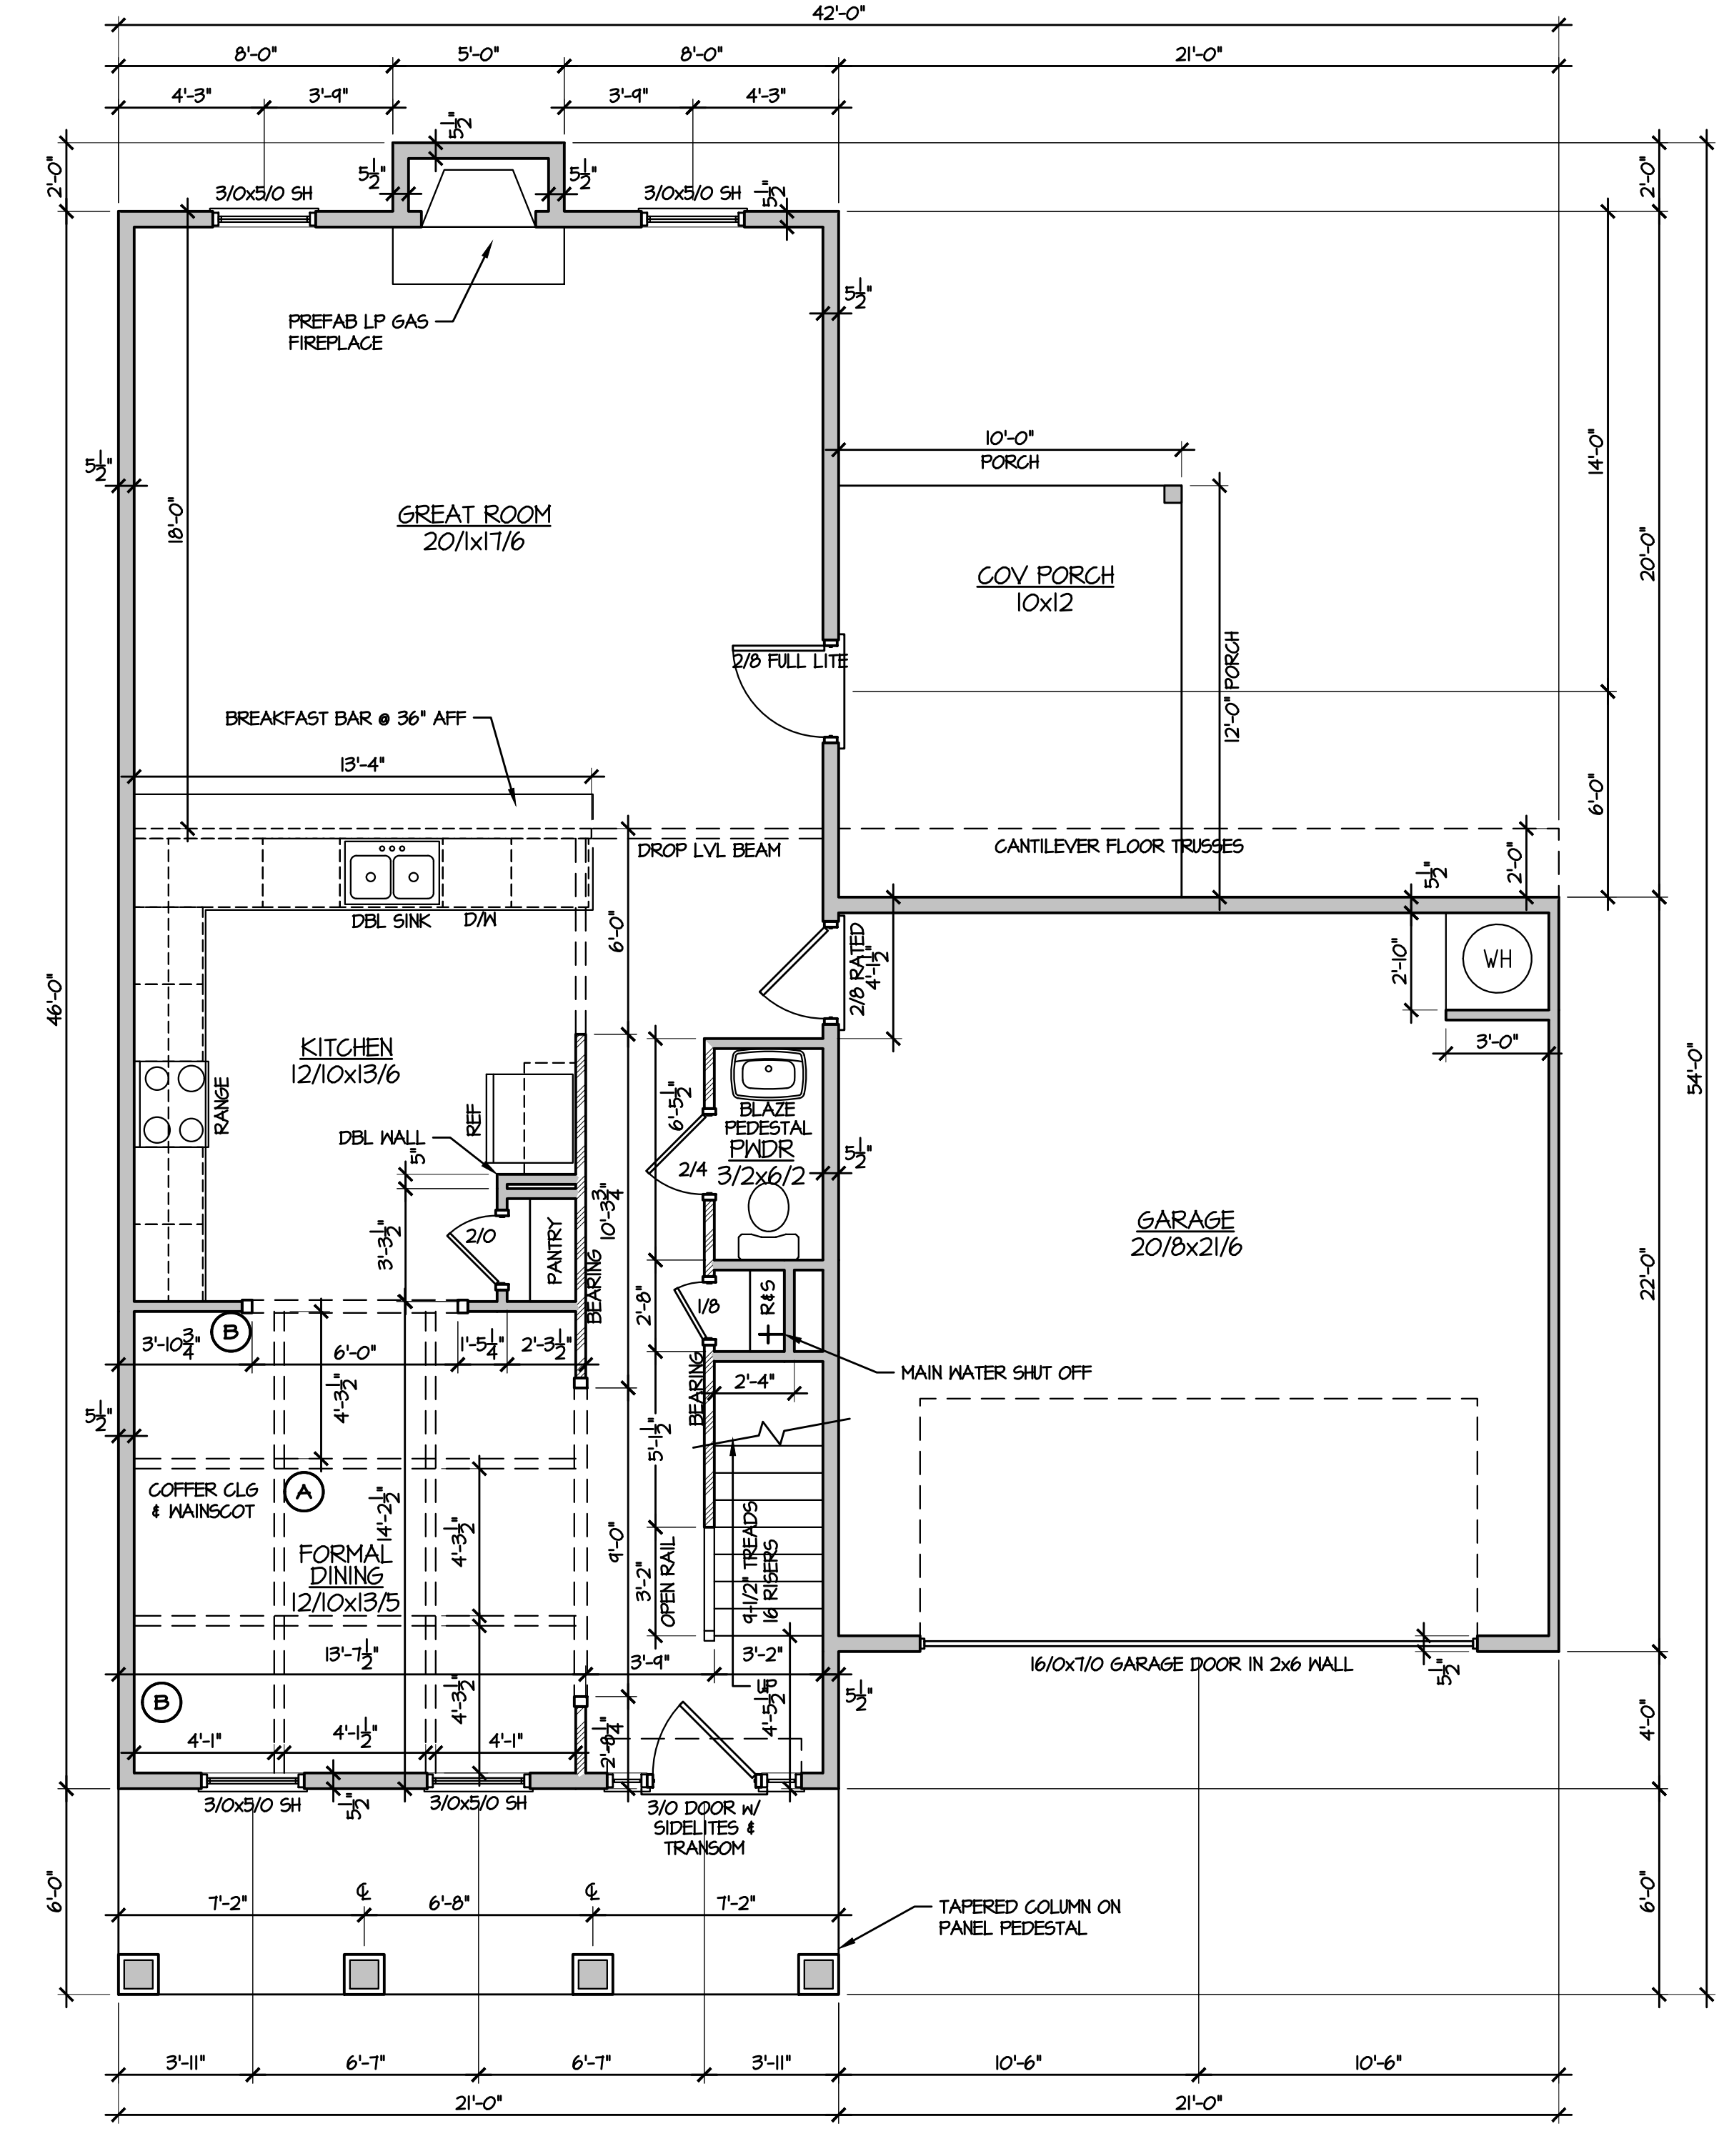 42'-0"
8'-0" 5'-0" 8'-0" 21'-0"
4'-3" 3'-9" 3'-9" 4'-3"
5 1/2"
2'-0" 2'-0"
5 1/2" 5 1/2"
3/0x5/0 SH 3/0x5/0 SH 5 1/2"
5 1/2"
PREFAB LP GAS
FIREPLACE
10'-0"
PORCH
14'-0"
5 1/2"
18'-0"
GREAT ROOM
20/1x17/6
20'-0"
COV PORCH
10x12
2/8 FULL LITE
12'-0" PORCH
BREAKFAST BAR @ 36" AFF
13'-4"
6'-0"
DROP LVL BEAM
CANTILEVER FLOOR TRUSSES
2'-0"
5 1/2"
DBL SINK D/W
6'-0"
2/8 RATED
4'-1 1/2"
2'-10"
WH
46'-0"
3'-0"
54'-0"
KITCHEN
12/10x13/6
RANGE
REF
DBL WALL
5"
6'-5 1/2"
BLAZE
PEDESTAL
PWDR
3/2x6/2
2/4
5 1/2"
10'-3 3/4"
3'-3 1/2"
2/0
PANTRY
BEARING
GARAGE
20/8x21/6
22'-0"
2'-8"
1/8
R&S
B
3'-10 3/4" 6'-0" 1'-5 1/4" 2'-3 1/2"
MAIN WATER SHUT OFF
BEARING
2'-4"
4'-3 1/2"
5 1/2"
5'-1 1/2"
COFFER CLG
& WAINSCOT
A
14'-2 1/2"
4'-3 1/2"
9'-0"
3'-2"
OPEN RAIL
9-1/2" TREADS
16 RISERS
FORMAL
DINING
12/10x13/5
13'-7 1/2" 3'-9" 3'-2"
16/0x7/0 GARAGE DOOR IN 2x6 WALL
5 1/2"
UP
4'-5 1/2"
5 1/2"
B
4'-3 1/2"
4'-0"
4'-1" 4'-1 1/2" 4'-1"
2'-8 1/4"
3/0x5/0 SH
5 1/2"
3/0x5/0 SH
3/0 DOOR w/
SIDELITES &
TRANSOM
6'-0" 6'-0"
7'-2" ℄ 6'-8" ℄ 7'-2"
TAPERED COLUMN ON
PANEL PEDESTAL
3'-11" 6'-7" 6'-7" 3'-11" 10'-6" 10'-6"
21'-0" 21'-0"